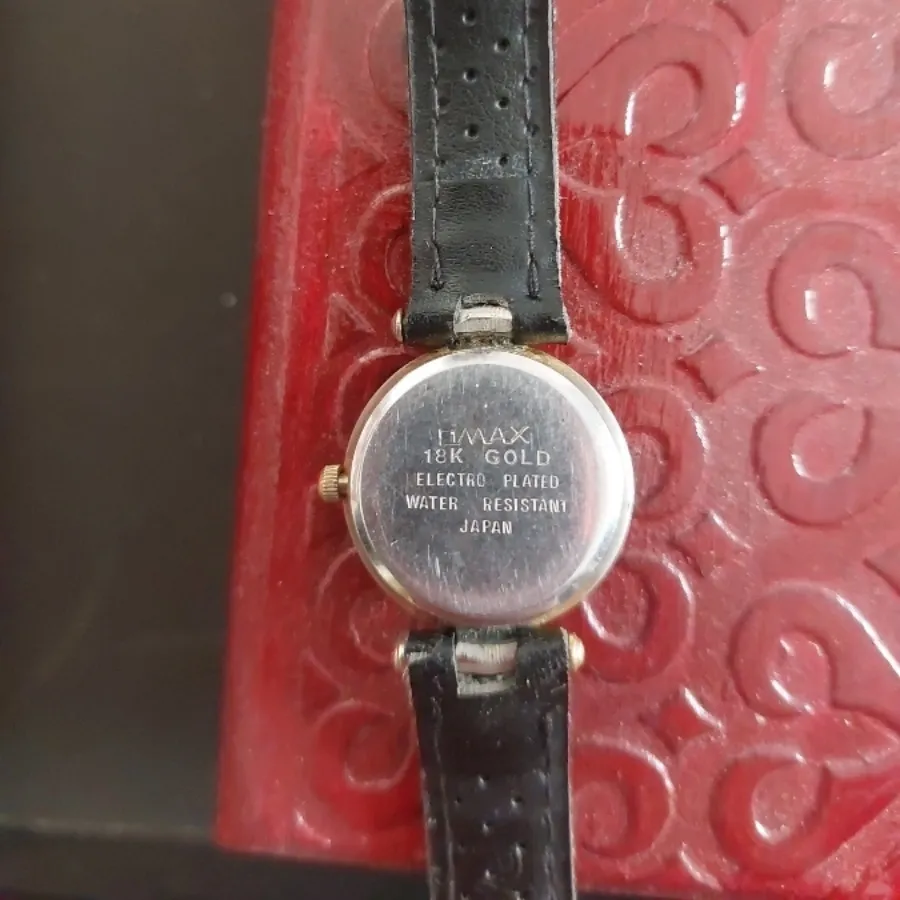 OMAX
18K GOLD
ELECTRO PLATED
WATER RESISTANT
JAPAN